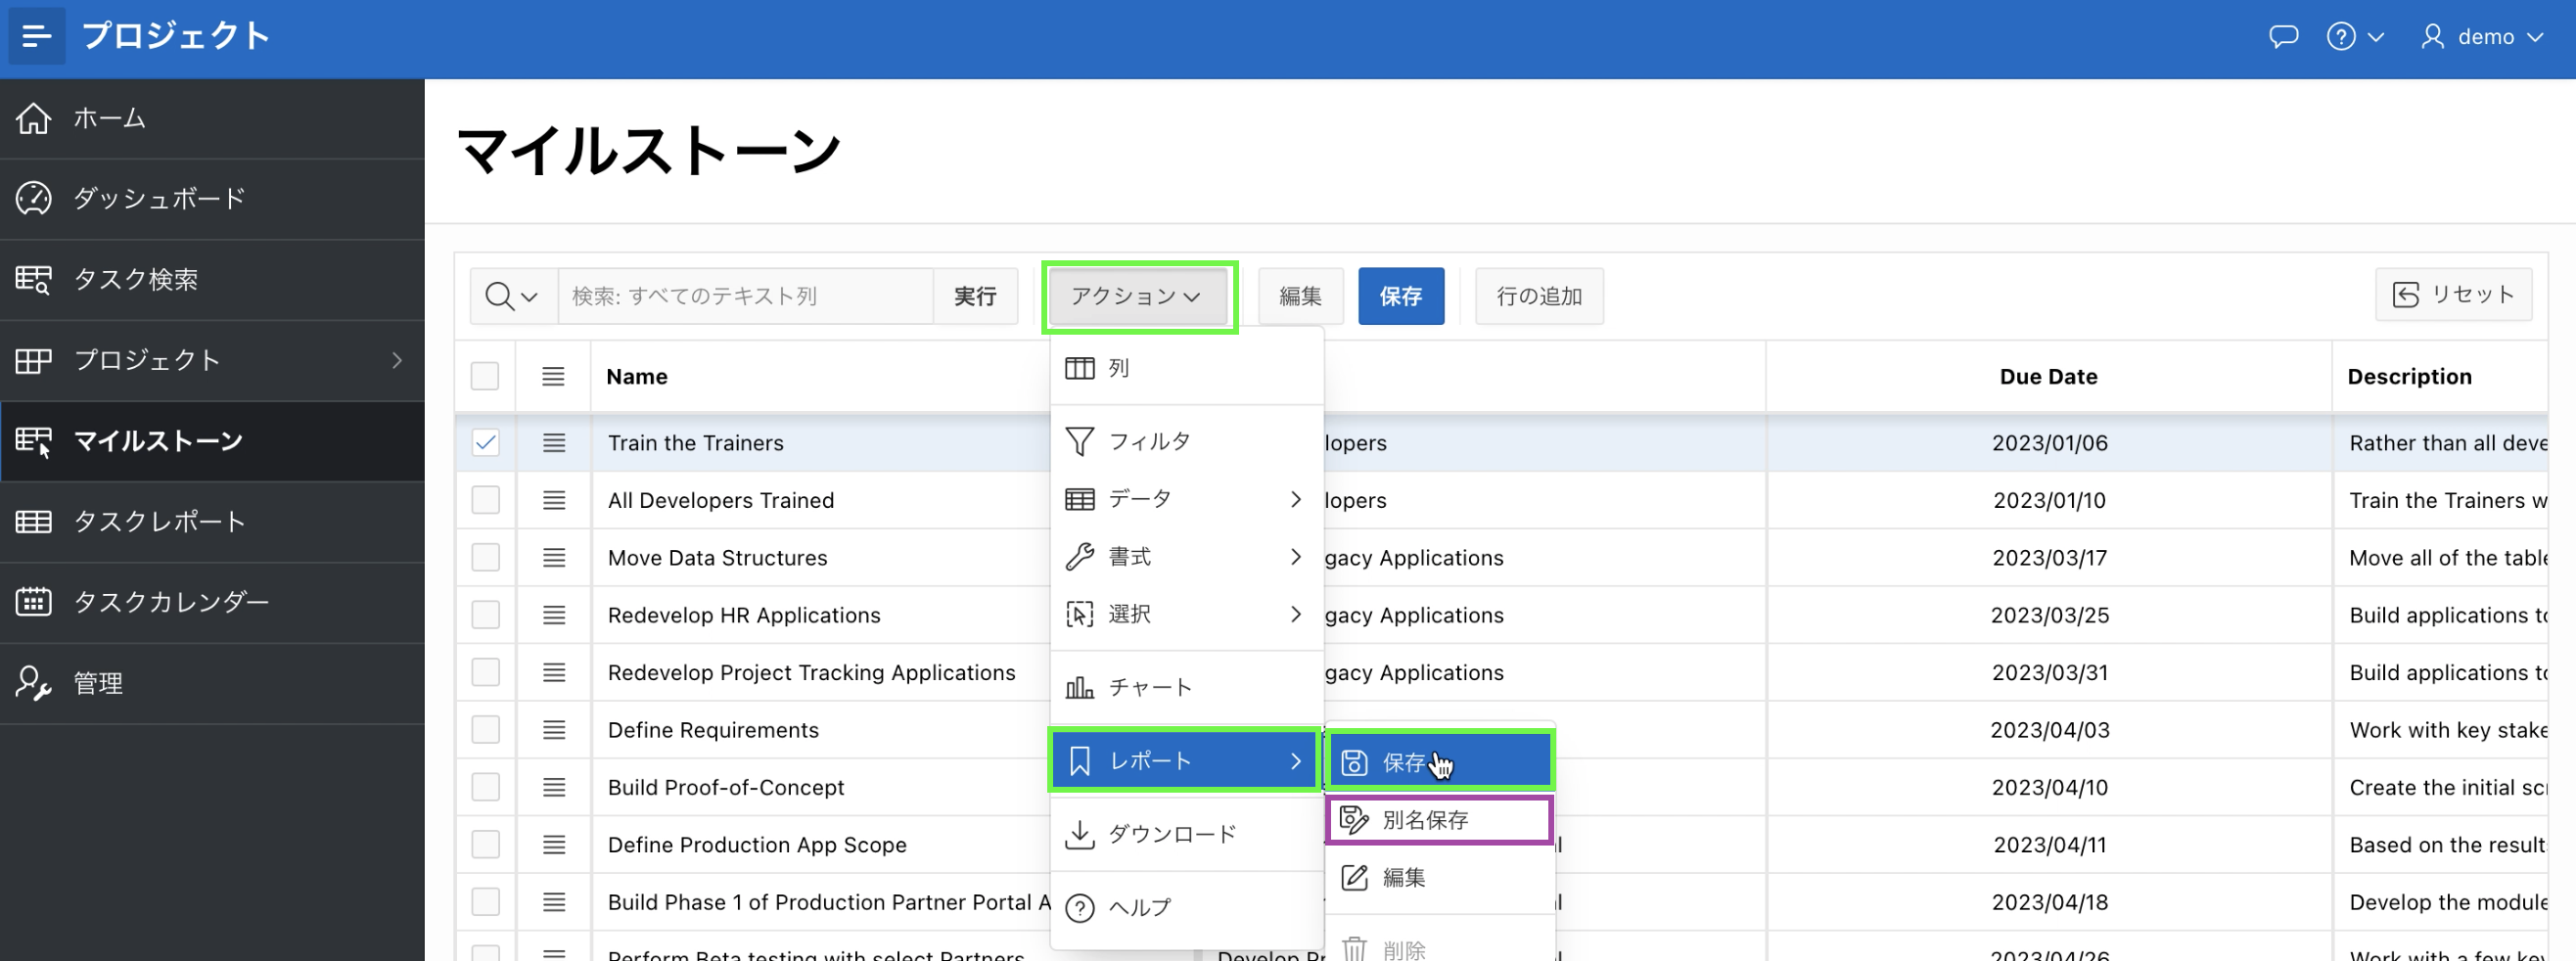 プロジェクト
demo
ホーム
ダッシュボード
タスク検索
プロジェクト
マイルストーン
タスクレポート
タスクカレンダー
管理
マイルストーン
検索: すべてのテキスト列
実行
アクション
編集
保存
行の追加
リセット
Name
Due Date
Description
Train the Trainers
lopers
2023/01/06
Rather than all deve
All Developers Trained
lopers
2023/01/10
Train the Trainers w
Move Data Structures
gacy Applications
2023/03/17
Move all of the table
Redevelop HR Applications
gacy Applications
2023/03/25
Build applications to
Redevelop Project Tracking Applications
gacy Applications
2023/03/31
Build applications to
Define Requirements
2023/04/03
Work with key stake
Build Proof-of-Concept
2023/04/10
Create the initial scr
Define Production App Scope
2023/04/11
Based on the result
Build Phase 1 of Production Partner Portal A
2023/04/18
Develop the module
Perform Beta testing with select Partners
Develop Pr
2023/04/26
Work with a few key
列
フィルタ
データ
書式
選択
チャート
レポート
ダウンロード
ヘルプ
保存
別名保存
編集
削除